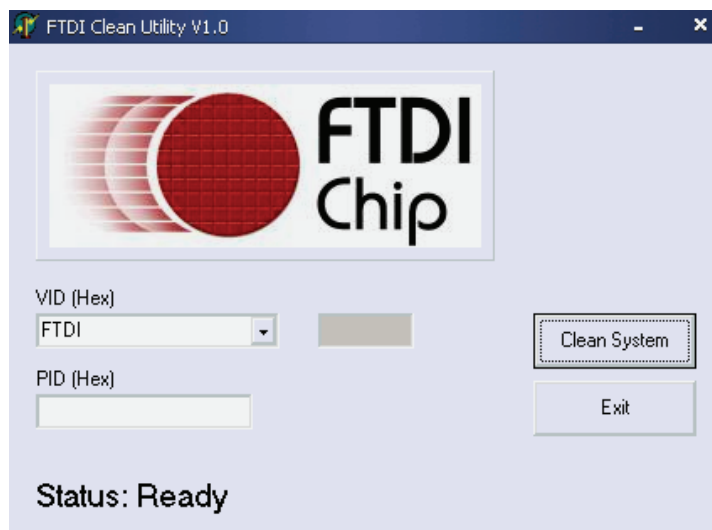 FTDI Clean Utility V1.0
FTDI
Chip
VID (Hex)
FTDI
Clean System
PID (Hex)
Exit
Status: Ready